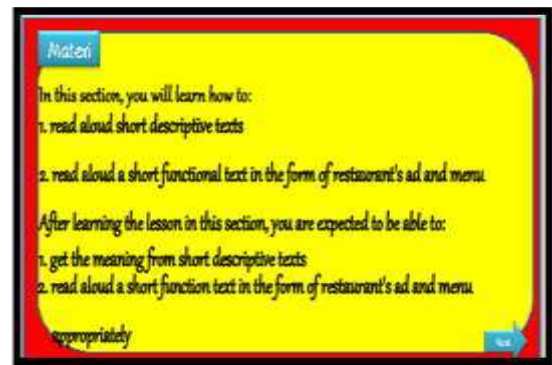 Materi
In this section, you will learn how to:
1. read aloud short descriptive texts
2. read aloud a short functional text in the form of restaurant's ad and menu
After learning the lesson in this section, you are expected to be able to:
1. get the meaning from short descriptive texts
2. read aloud a short function text in the form of restaurant's ad and menu
appropriately
Next